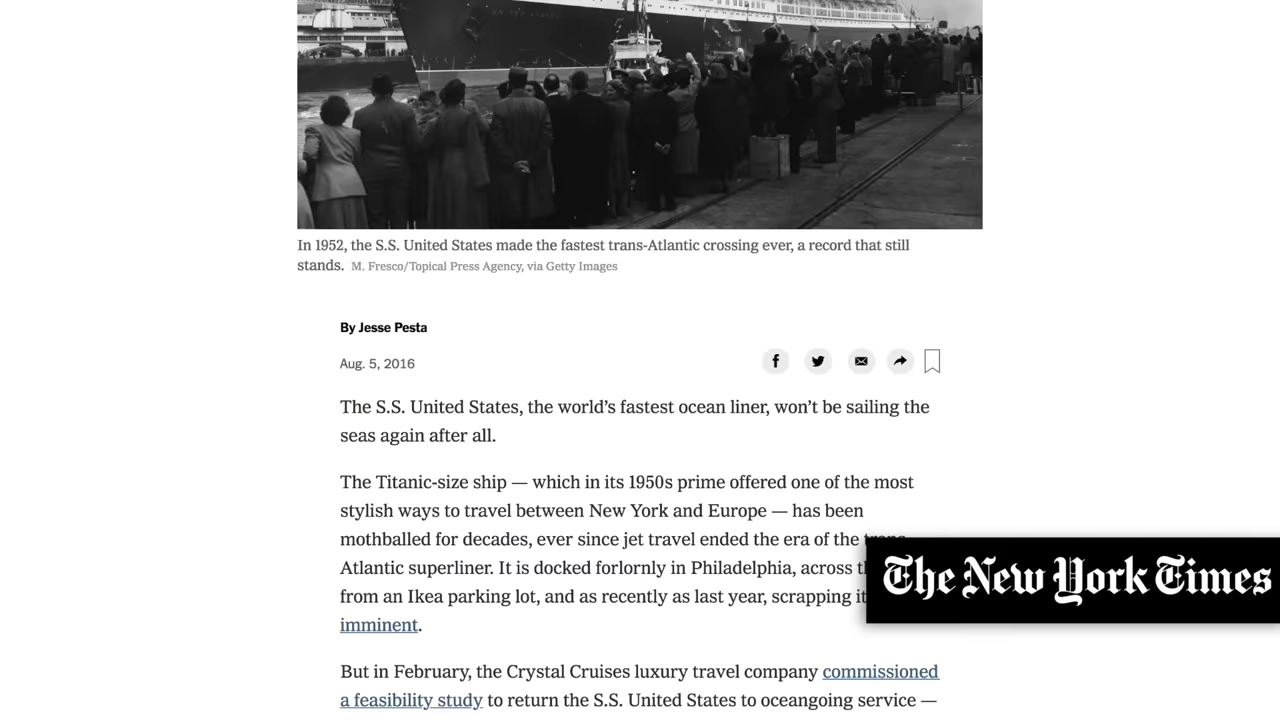 UNITED STATES
In 1952, the S.S. United States made the fastest trans-Atlantic crossing ever, a record that still
stands. M. Fresco/Topical Press Agency, via Getty Images
By Jesse Pesta
Aug. 5, 2016
The S.S. United States, the world’s fastest ocean liner, won’t be sailing the
seas again after all.
The Titanic-size ship — which in its 1950s prime offered one of the most
stylish ways to travel between New York and Europe — has been
mothballed for decades, ever since jet travel ended the era of the trans-
Atlantic superliner. It is docked forlornly in Philadelphia, across
from an Ikea parking lot, and as recently as last year, scrapping
imminent.
The New York Times
But in February, the Crystal Cruises luxury travel company commissioned
a feasibility study to return the S.S. United States to oceangoing service —